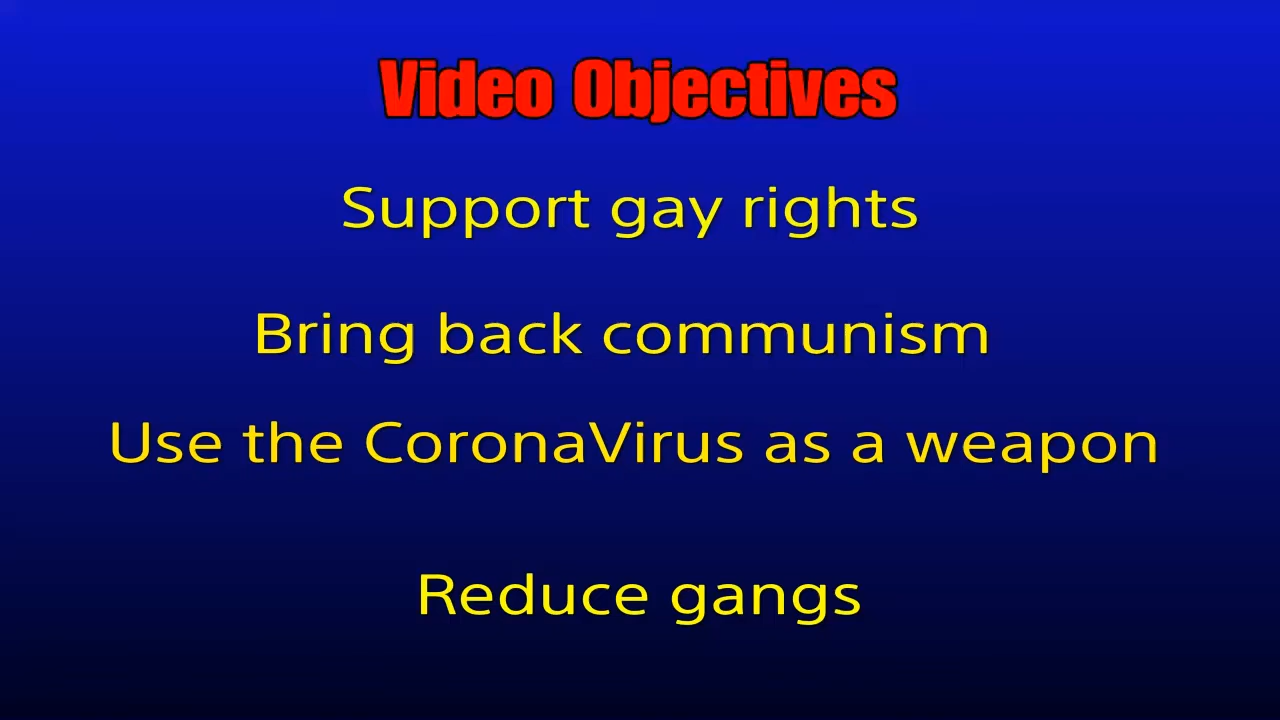 Video Objectives
Support gay rights
Bring back communism
Use the CoronaVirus as a weapon
Reduce gangs